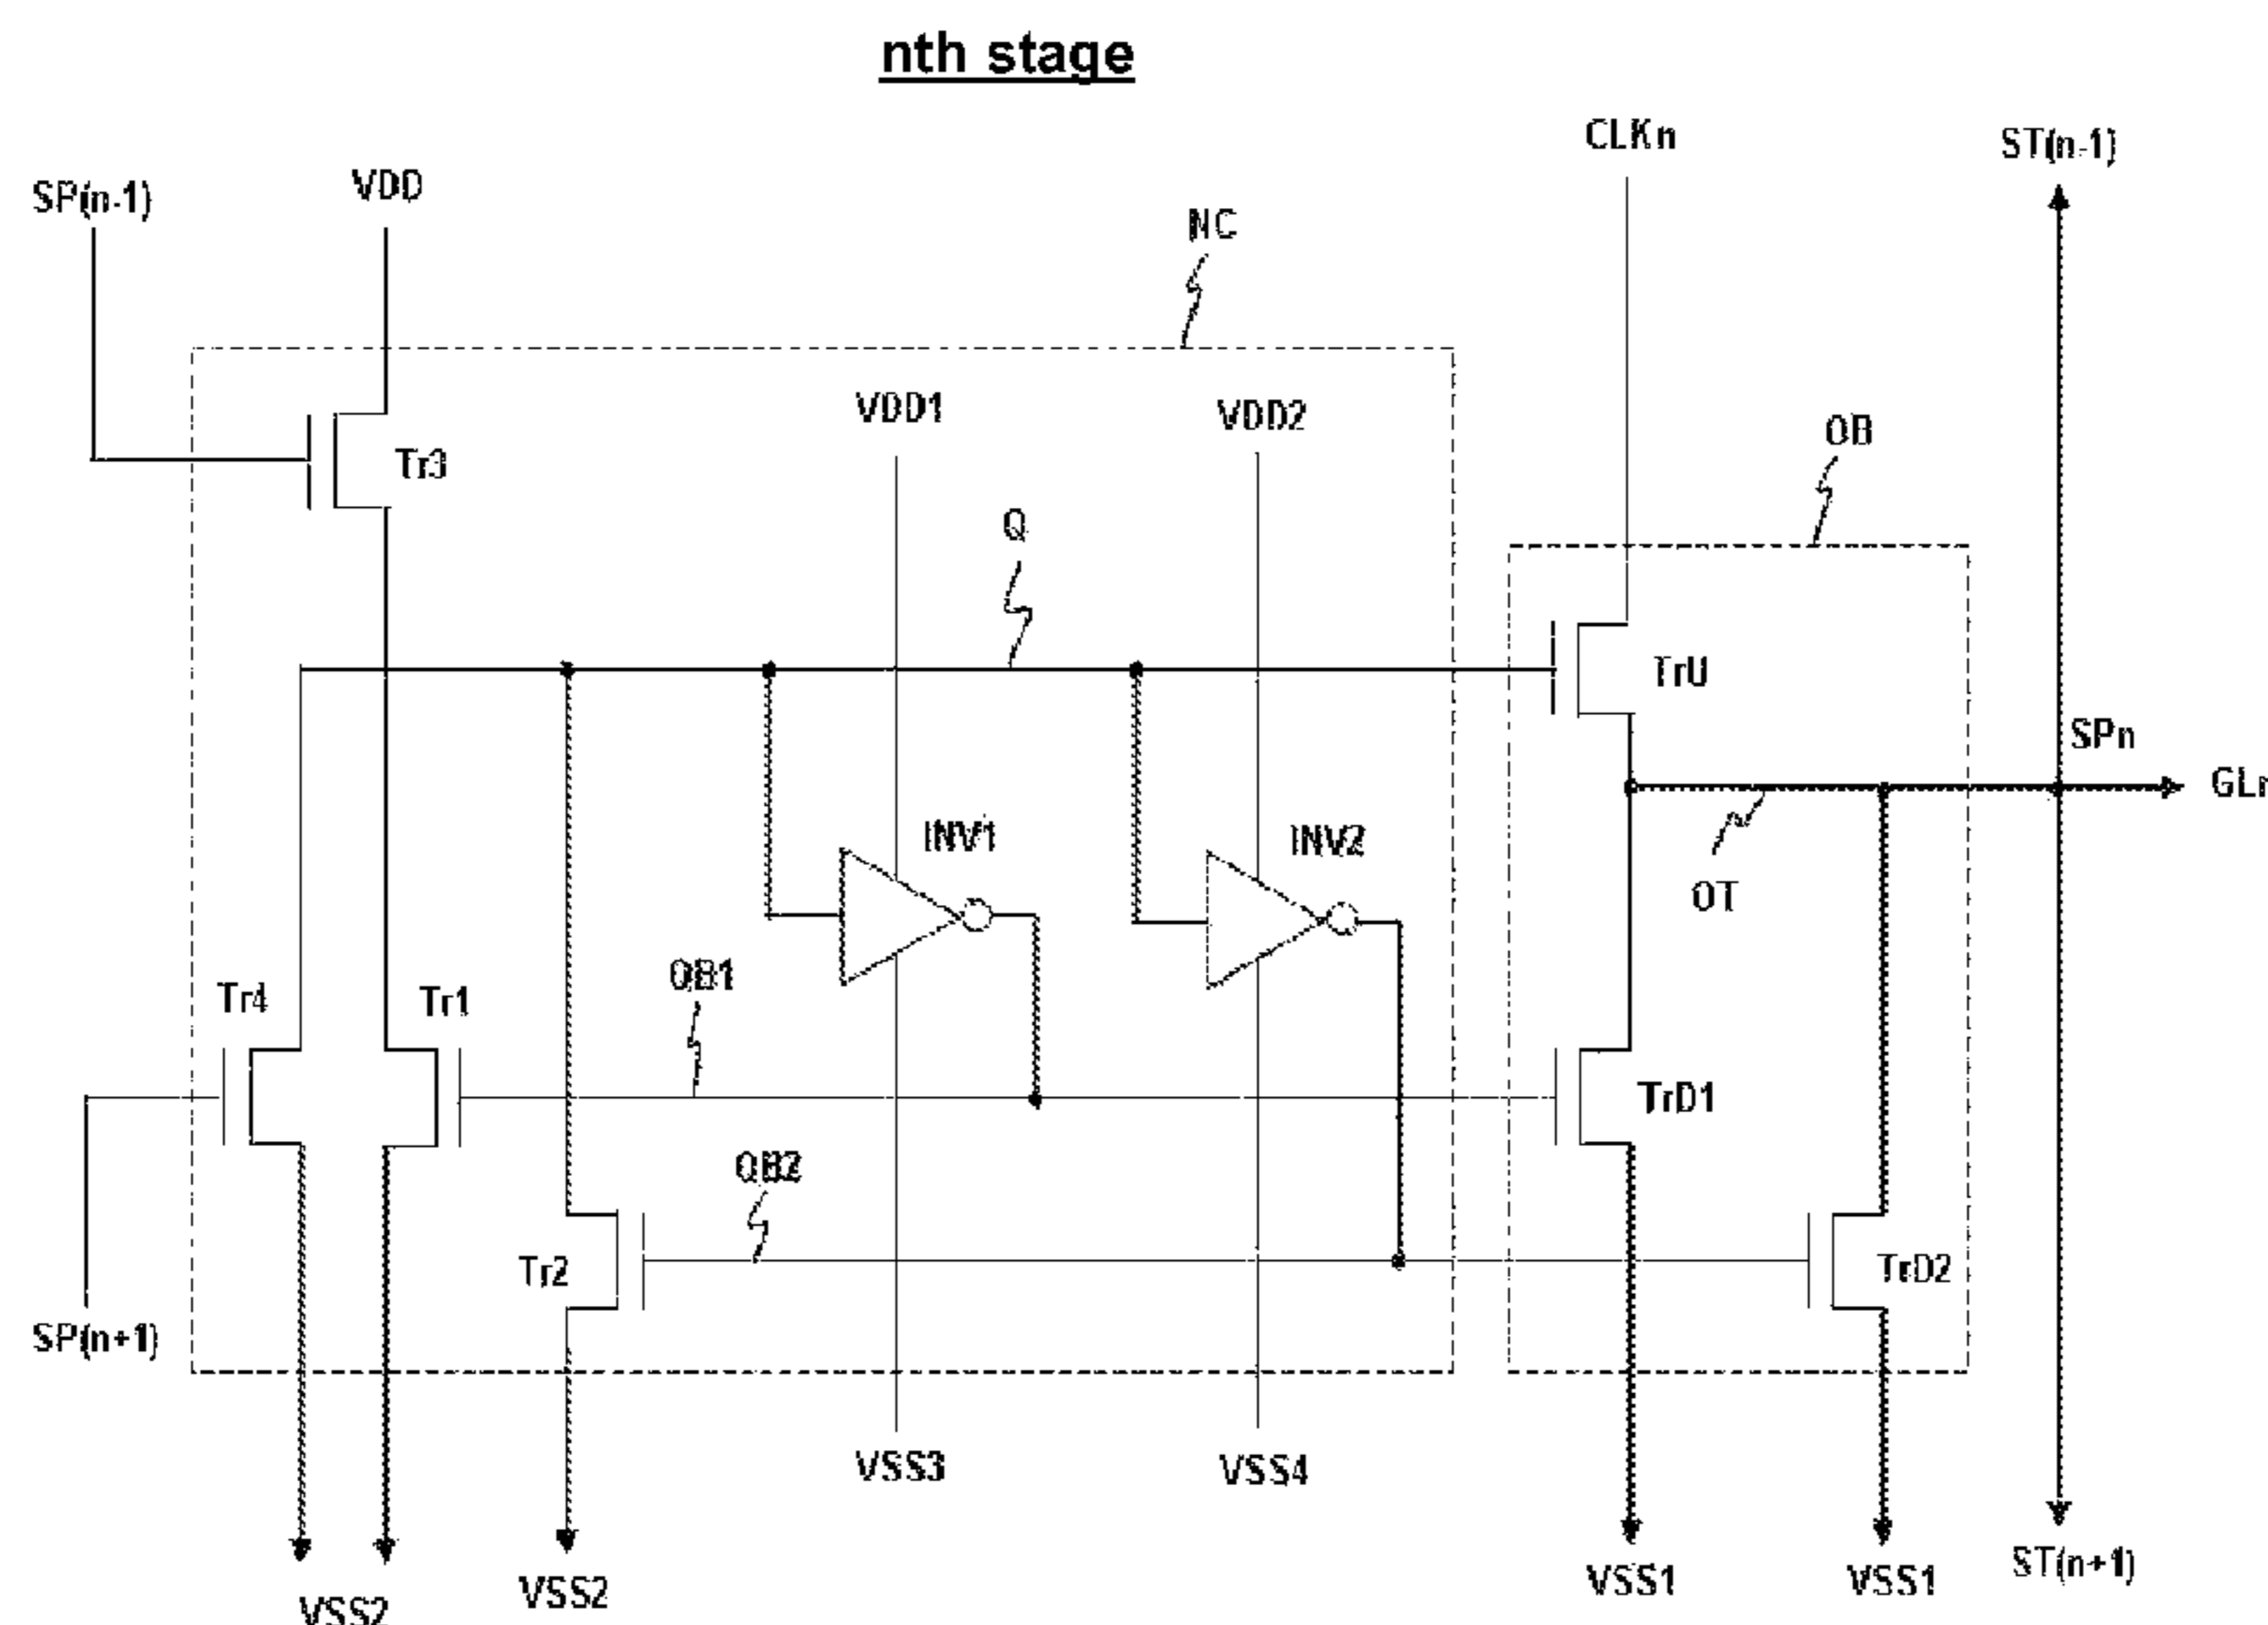 nth stage
CLKn
ST(n-1)
SP(n-1)
VDD
NC
VDD1
VDD2
OB
Tr3
Q
TrU
SPn
GLn
INV1
INV2
OT
QB1
Tr4
Tr1
TrD1
QB2
Tr2
TrD2
SP(n+1)
VSS3
VSS4
VSS2
VSS2
VSS1
VSS1
ST(n+1)